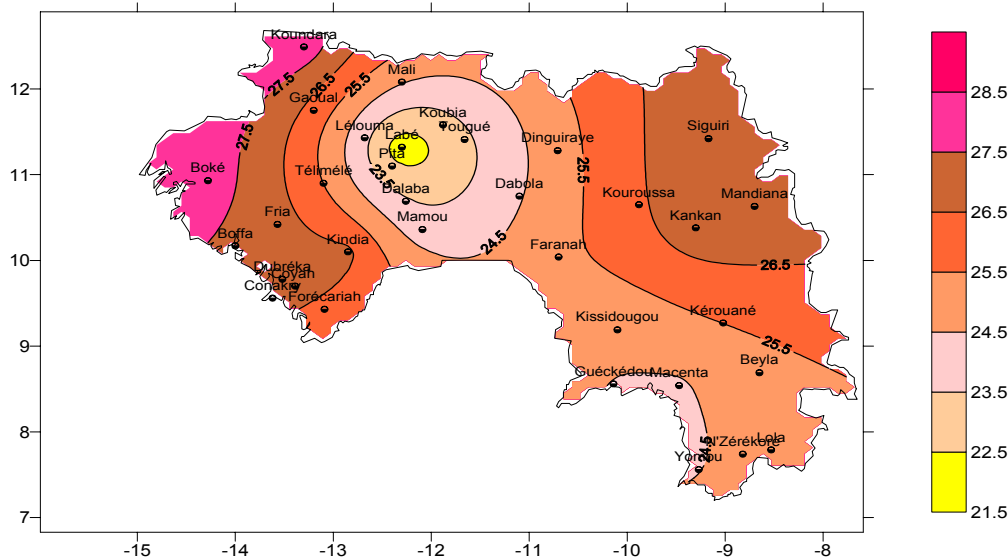 Koundara
27.5
26.5
25.5
Mali
12
28.5
Gaoual
Koubia
Lélouma
Labé
Tougué
Siguiri
27.5
Dinguiraye
27.5
Pita
25.5
11
Boké
Télimélé
23.5
Dalaba
Dabola
Kouroussa
Mandiana
26.5
Fria
Mamou
Kankan
Boffa
Kindia
24.5
Faranah
25.5
10
26.5
Dubréka
Coyah
Conakry
Forécariah
Kissidougou
Kérouané
24.5
9
25.5
Beyla
Guéckédou
Macenta
23.5
8
24.5
N'Zérékoré
Lola
22.5
Yomou
7
21.5
-15
-14
-13
-12
-11
-10
-9
-8